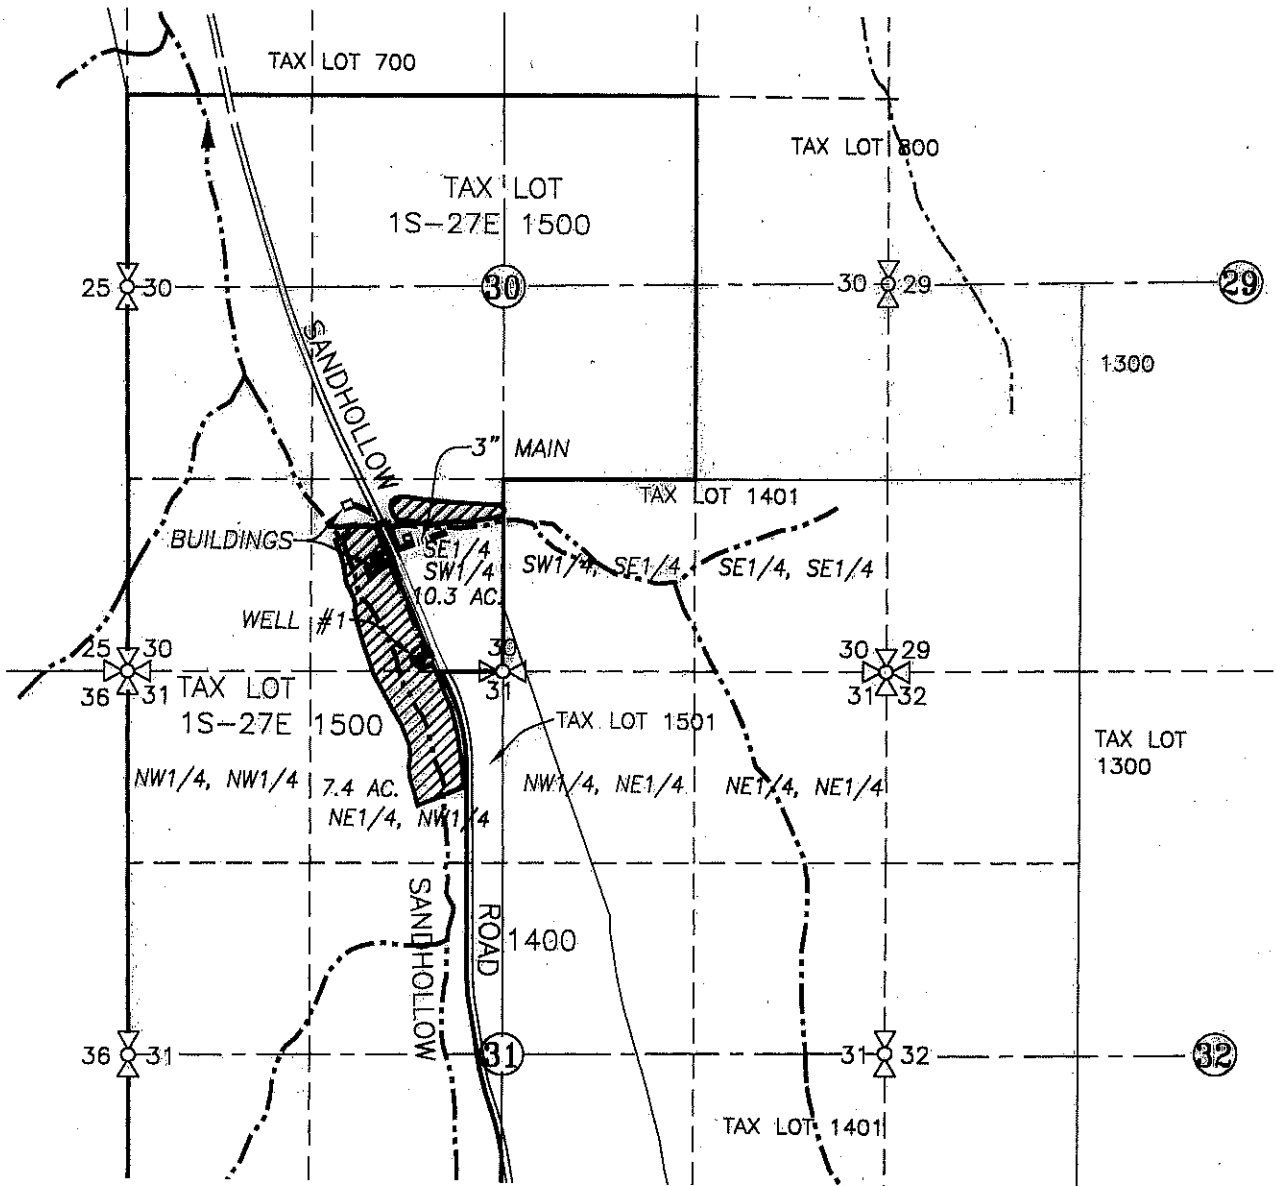 TAX LOT 700
TAX LOT 800
TAX LOT
1S-27E 1500
25 30
30
30 29
29
SANDHOLLOW
1300
3" MAIN
TAX LOT 1401
BUILDINGS
SE1/4
SW1/4
10.3 AC.
SW1/4, SE1/4
SE1/4, SE1/4
WELL #1
25 30
36 31
30
31
30 29
31 32
TAX LOT
1S-27E 1500
TAX LOT 1501
TAX LOT
1300
NW1/4, NW1/4
7.4 AC.
NE1/4, NW1/4
NW1/4, NE1/4
NE1/4, NE1/4
SANDHOLLOW
ROAD
1400
36 31
31
31 32
32
TAX LOT 1401